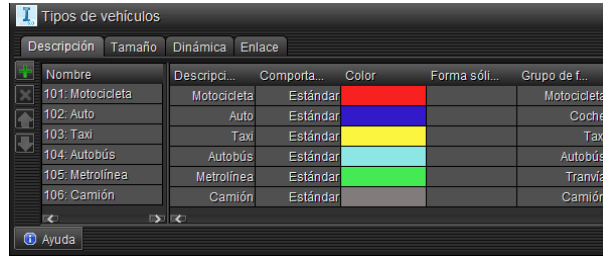 Tipos de vehículos
Descripción Tamaño Dinámica Enlace
Nombre Descripci... Comporta... Color Forma sóli... Grupo de f...
101: Motocicleta Motocicleta Estándar Motocicleta
102: Auto Auto Estándar Coche
103: Taxi Taxi Estándar Taxi
104: Autobús Autobús Estándar Autobús
105: Metrolínea Metrolínea Estándar Tranvía
106: Camión Camión Estándar Camión
Ayuda